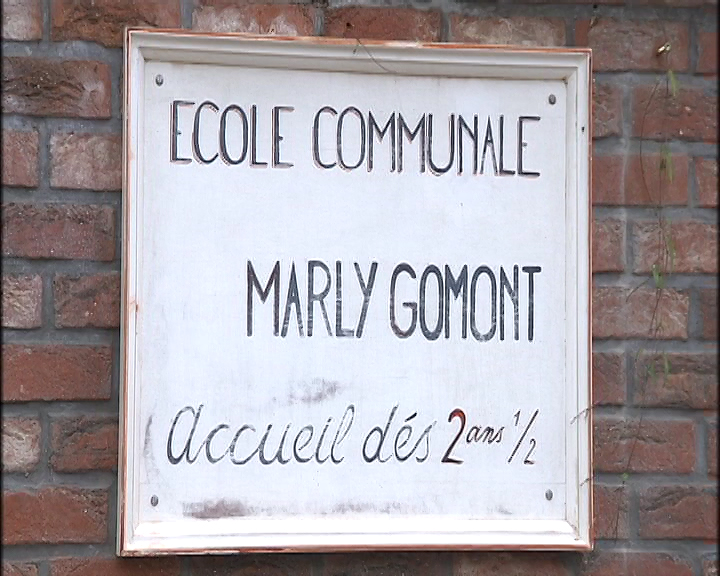 ECOLE COMMUNALE
MARLY GOMONT
Accueil dés 2 ans 1/2